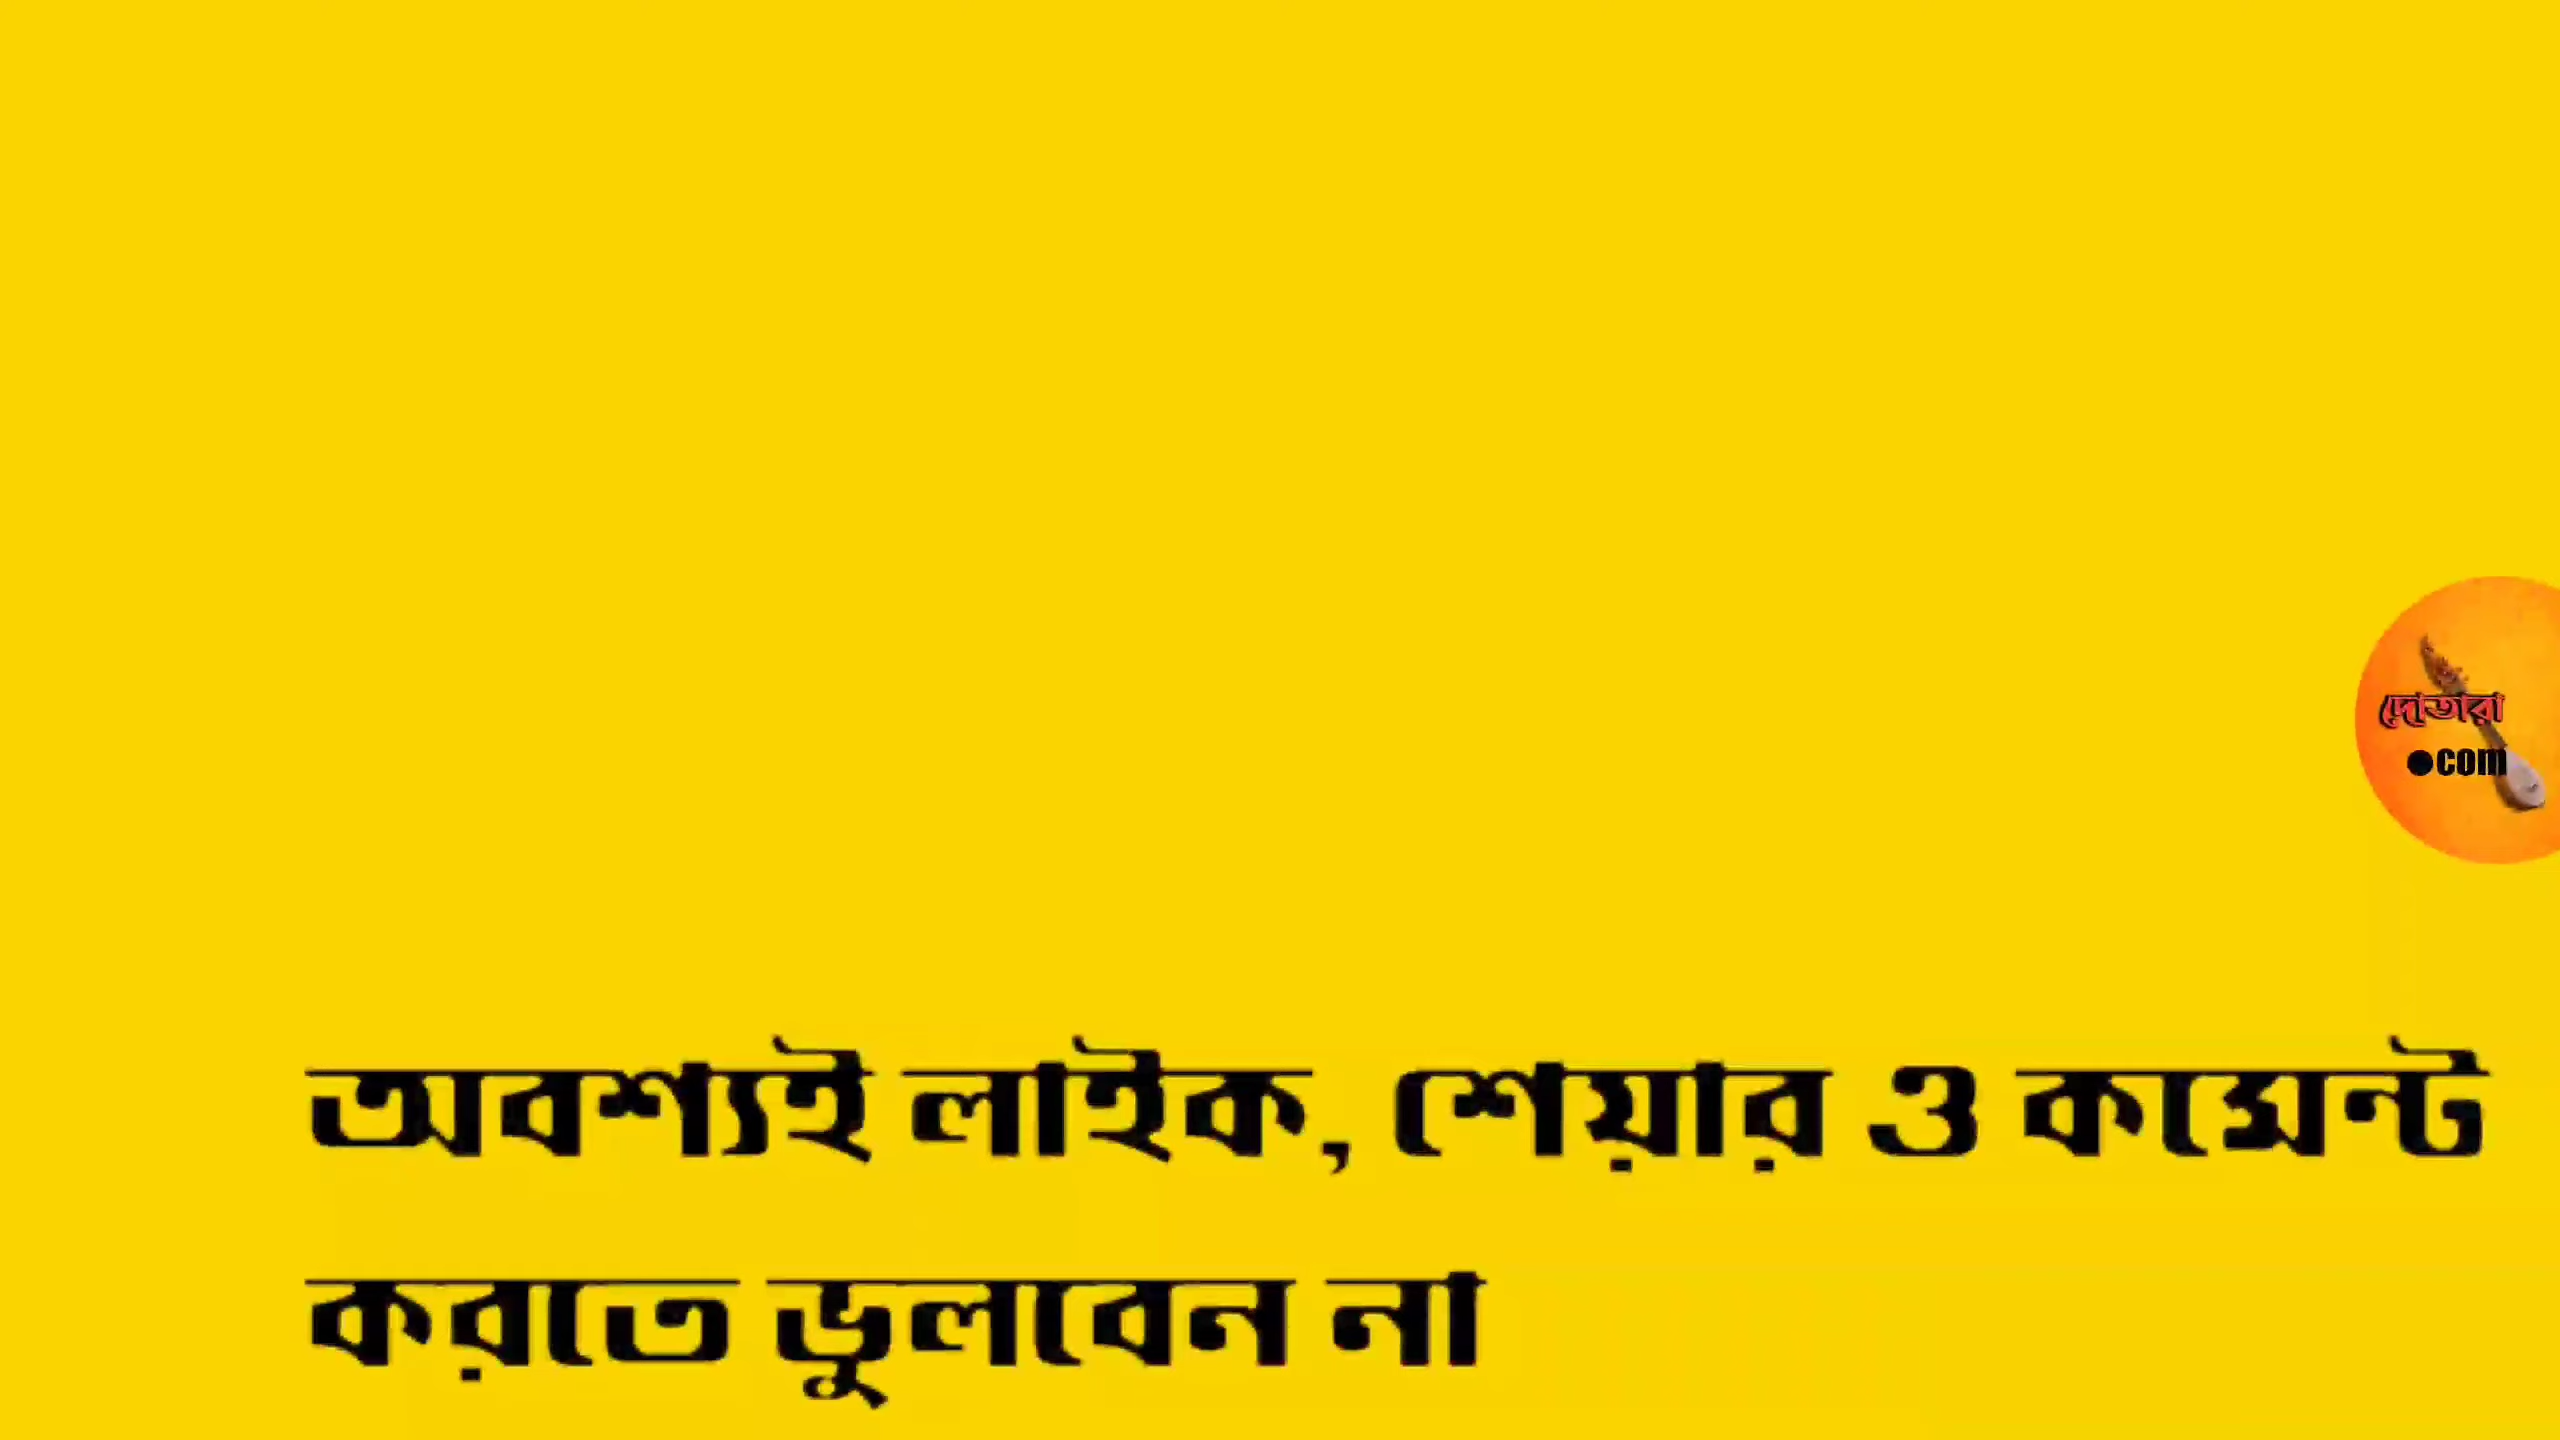 দোতারা
●com
অবশ্যই লাইক, শেয়ার ও কমেন্ট
করতে ভুলবেন না